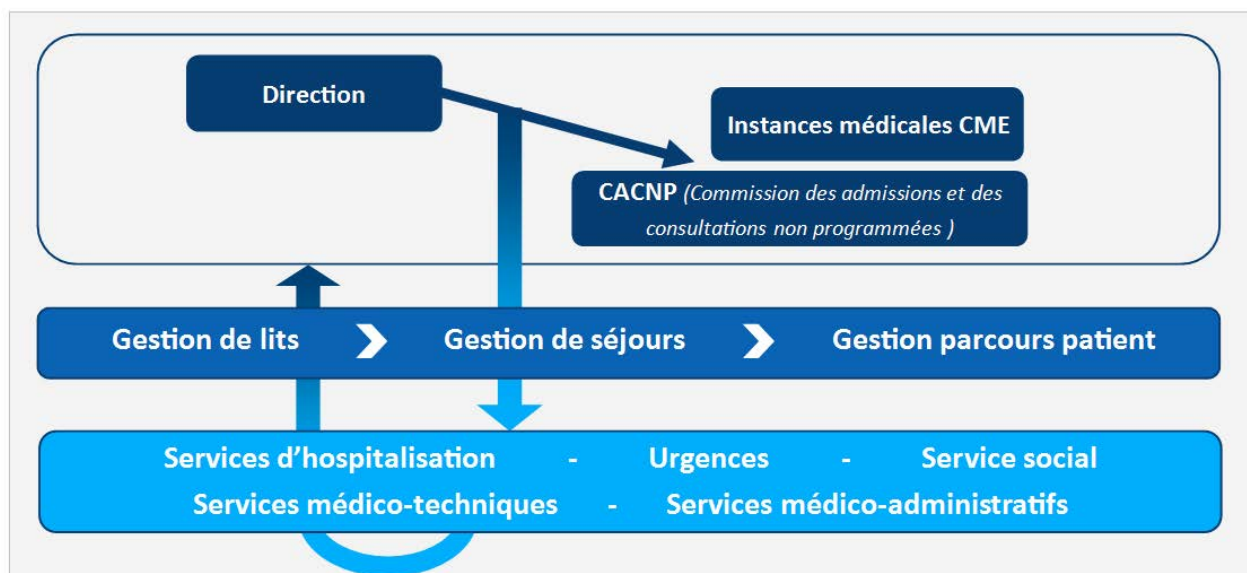 Direction
Instances médicales CME
CACNP (Commission des admissions et des
consultations non programmées )
Gestion de lits
Gestion de séjours
Gestion parcours patient
Services d’hospitalisation - Urgences - Service social
Services médico-techniques - Services médico-administratifs